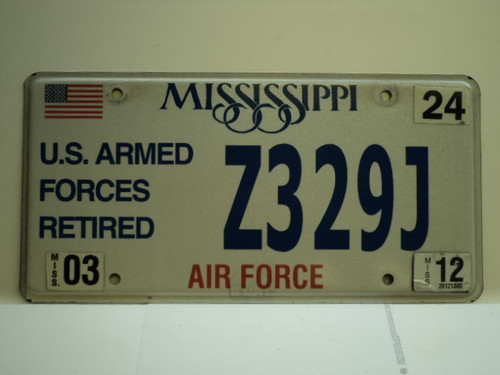 MISSISSIPPI
24
U.S. ARMED
FORCES
RETIRED
Z329J
MISS. 03
AIR FORCE
MISS. 12